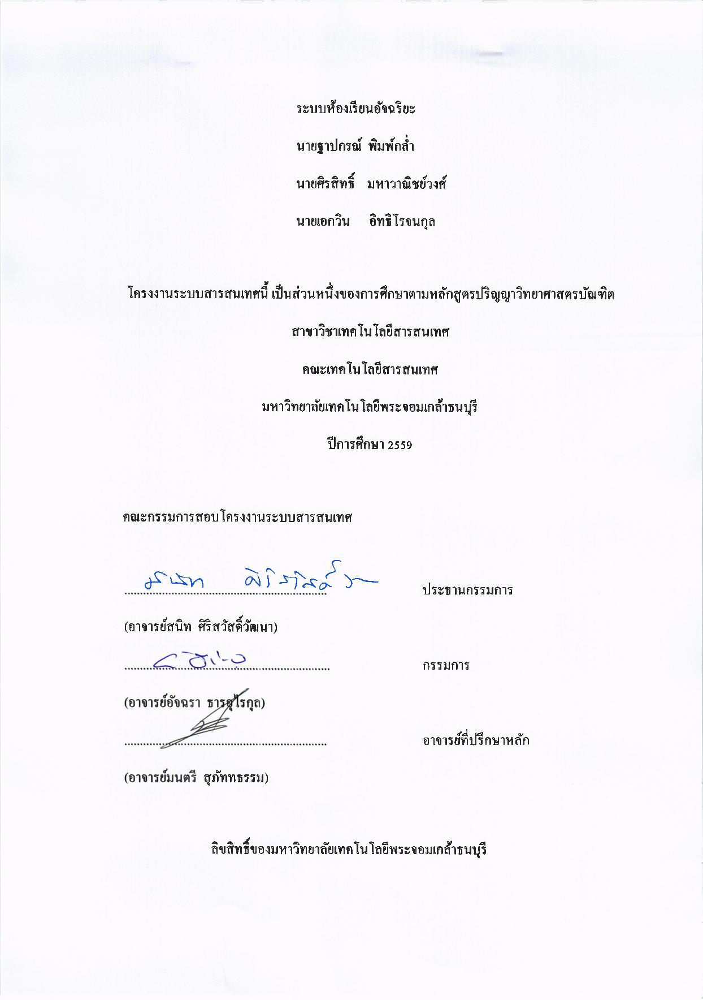 ระบบห้องเรียนอัจฉริยะ
นายฐาปกรณ์ พิมพ์กล่ำ
นายศิรสิทธิ์ มหาวาณิชย์วงศ์
นายเอกวิน อิทธิโรจนกุล
โครงงานระบบสารสนเทศนี้ เป็นส่วนหนึ่งของการศึกษาตามหลักสูตรปริญญาวิทยาศาสตรบัณฑิต
สาขาวิชาเทคโนโลยีสารสนเทศ
คณะเทคโนโลยีสารสนเทศ
มหาวิทยาลัยเทคโนโลยีพระจอมเกล้าธนบุรี
ปีการศึกษา 2559
คณะกรรมการสอบโครงงานระบบสารสนเทศ
ประธานกรรมการ
(อาจารย์สนิท ศิริสวัสดิ์วัฒนา)
กรรมการ
(อาจารย์อัจฉรา ธารอุไรกุล)
อาจารย์ที่ปรึกษาหลัก
(อาจารย์มนตรี สุภัททธรรม)
ลิขสิทธิ์ของมหาวิทยาลัยเทคโนโลยีพระจอมเกล้าธนบุรี